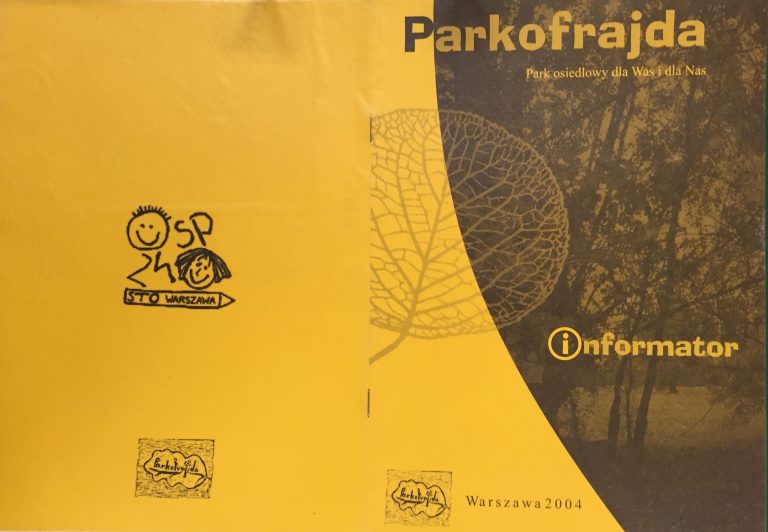 Parkofrajda
Park osiedlowy dla Was i dla Nas
SP
24
STO WARSZAWA
informator
Parkofrajda
Parkofrajda
Warszawa 2004